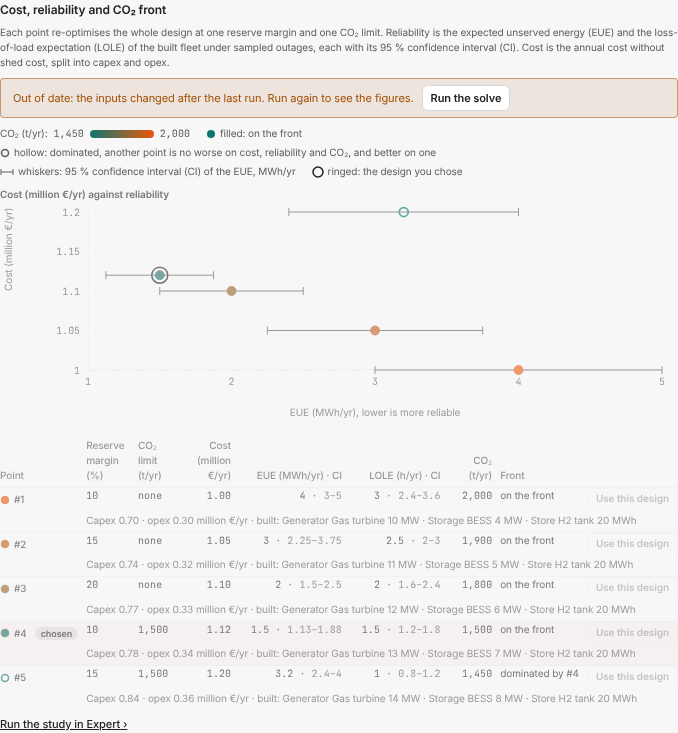 Cost, reliability and CO₂ front
Each point re-optimises the whole design at one reserve margin and one CO₂ limit. Reliability is the expected unserved energy (EUE) and the loss-
of-load expectation (LOLE) of the built fleet under sampled outages, each with its 95 % confidence interval (CI). Cost is the annual cost without
shed cost, split into capex and opex.
Out of date: the inputs changed after the last run. Run again to see the figures. Run the solve
CO₂ (t/yr): 1,450 2,000 filled: on the front
hollow: dominated, another point is no worse on cost, reliability and CO₂, and better on one
whiskers: 95 % confidence interval (CI) of the EUE, MWh/yr ringed: the design you chose
Cost (million €/yr) against reliability
Cost (million €/yr)
1.2
1.15
1.1
1.05
1
1 2 3 4 5
EUE (MWh/yr), lower is more reliable
Point Reserve margin (%) CO₂ limit (t/yr) Cost (million €/yr) EUE (MWh/yr) · CI LOLE (h/yr) · CI CO₂ (t/yr) Front
#1 10 none 1.00 4 · 3–5 3 · 2.4–3.6 2,000 on the front Use this design
Capex 0.70 · opex 0.30 million €/yr · built: Generator Gas turbine 10 MW · Storage BESS 4 MW · Store H2 tank 20 MWh
#2 15 none 1.05 3 · 2.25–3.75 2.5 · 2–3 1,900 on the front Use this design
Capex 0.74 · opex 0.32 million €/yr · built: Generator Gas turbine 11 MW · Storage BESS 5 MW · Store H2 tank 20 MWh
#3 20 none 1.10 2 · 1.5–2.5 2 · 1.6–2.4 1,800 on the front Use this design
Capex 0.77 · opex 0.33 million €/yr · built: Generator Gas turbine 12 MW · Storage BESS 6 MW · Store H2 tank 20 MWh
#4 chosen 10 1,500 1.12 1.5 · 1.13–1.88 1.5 · 1.2–1.8 1,500 on the front Use this design
Capex 0.78 · opex 0.34 million €/yr · built: Generator Gas turbine 13 MW · Storage BESS 7 MW · Store H2 tank 20 MWh
#5 15 1,500 1.20 3.2 · 2.4–4 1 · 0.8–1.2 1,450 dominated by #4 Use this design
Capex 0.84 · opex 0.36 million €/yr · built: Generator Gas turbine 14 MW · Storage BESS 8 MW · Store H2 tank 20 MWh
Run the study in Expert ›